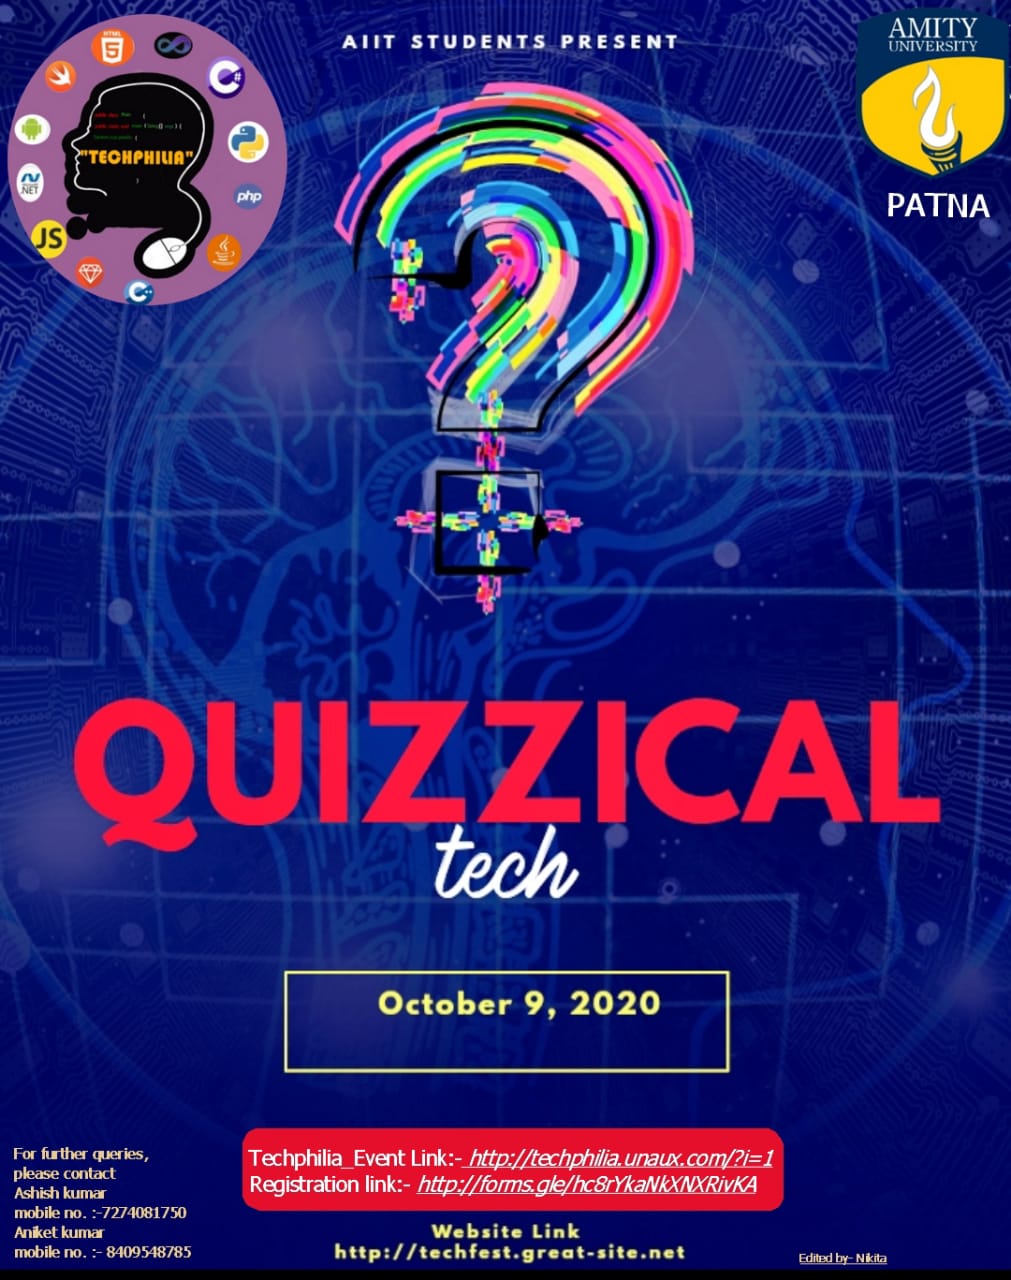 AIIT STUDENTS PRESENT
AMITY
UNIVERSITY
PATNA
HTML
5
C#
"TECHPHILIA"
.NET
php
JS
C++
QUIZZICAL
tech
October 9, 2020
For further queries,
please contact
Ashish kumar
mobile no. :-7274081750
Aniket kumar
mobile no. :- 8409548785
Techphilia_Event Link:- http://techphilia.unaux.com/?i=1
Registration link:- http://forms.gle/hc8rYkaNkXNXRivKA
Website Link
http://techfest.great-site.net
Edited by- Nikita